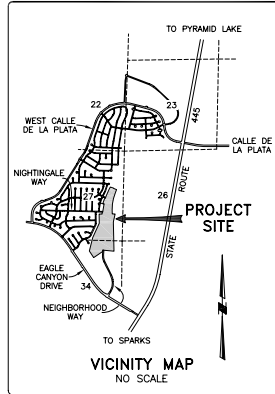 TO PYRAMID LAKE
22
23
445
WEST CALLE
DE LA PLATA
CALLE DE
LA PLATA
NIGHTINGALE
WAY
26
ROUTE
27
PROJECT
SITE
STATE
EAGLE
CANYON
DRIVE
34
NEIGHBORHOOD
WAY
N
TO SPARKS
VICINITY MAP
NO SCALE